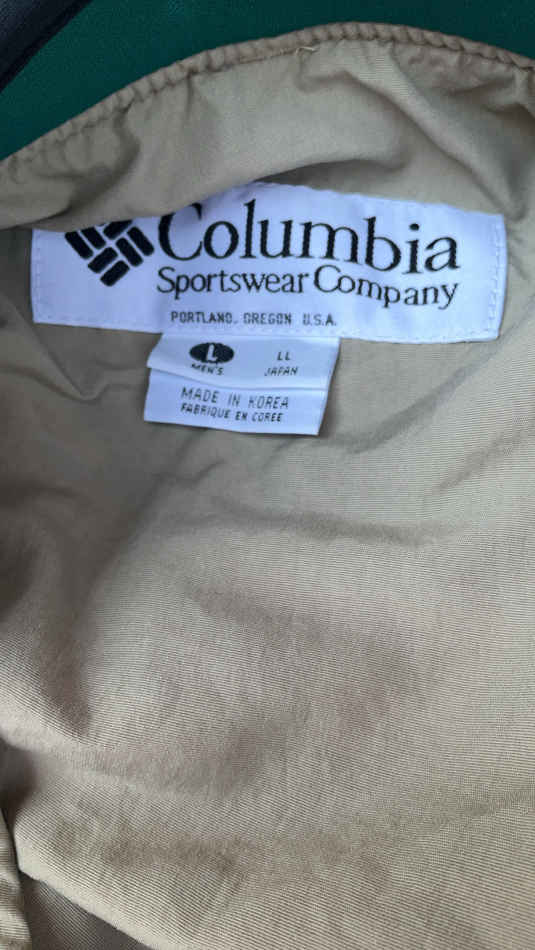 Columbia
Sportswear Company
PORTLAND, OREGON U.S.A.
L LL
MEN'S JAPAN
MADE IN KOREA
FABRIQUE EN COREE